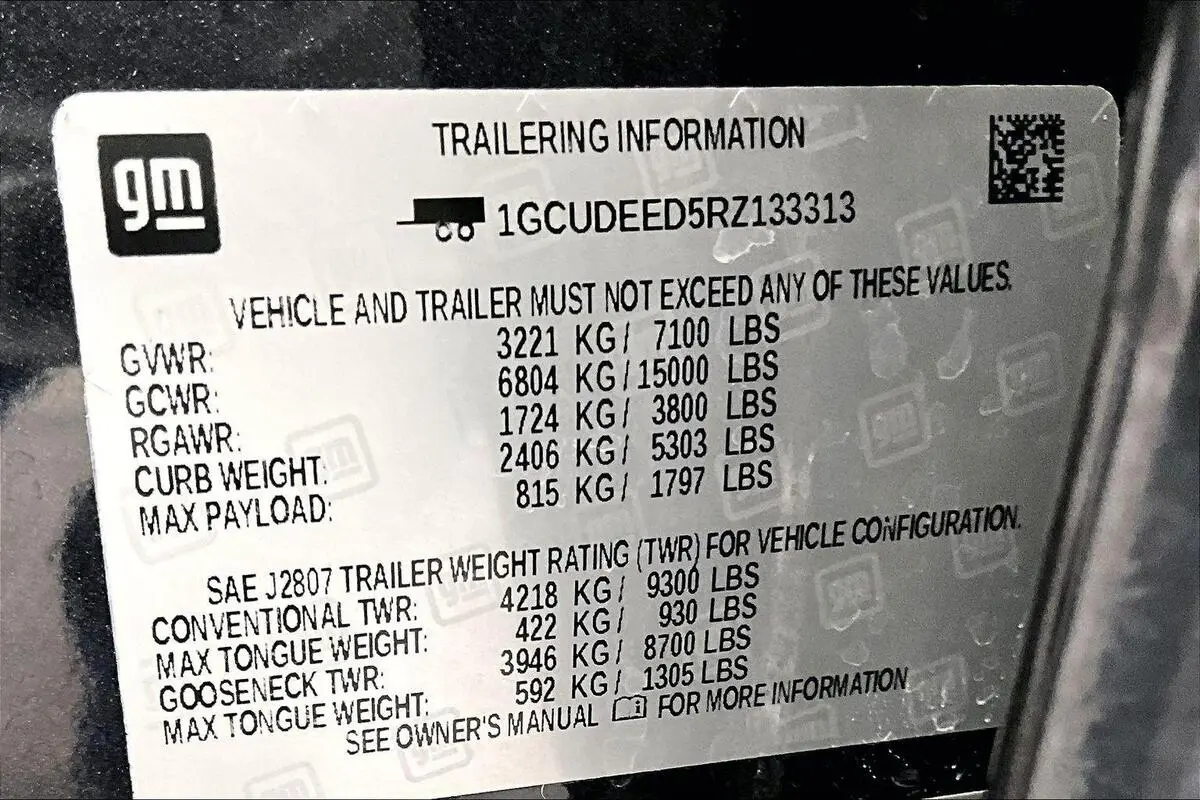 gm
TRAILERING INFORMATION
1GCUDEED5RZ133313
VEHICLE AND TRAILER MUST NOT EXCEED ANY OF THESE VALUES.
GVWR: 3221 KG / 7100 LBS
GCWR: 6804 KG / 15000 LBS
RGAWR: 1724 KG / 3800 LBS
CURB WEIGHT: 2406 KG / 5303 LBS
MAX PAYLOAD: 815 KG / 1797 LBS
SAE J2807 TRAILER WEIGHT RATING (TWR) FOR VEHICLE CONFIGURATION.
CONVENTIONAL TWR: 4218 KG / 9300 LBS
MAX TONGUE WEIGHT: 422 KG / 930 LBS
GOOSENECK TWR: 3946 KG / 8700 LBS
MAX TONGUE WEIGHT: 592 KG / 1305 LBS
SEE OWNER'S MANUAL FOR MORE INFORMATION